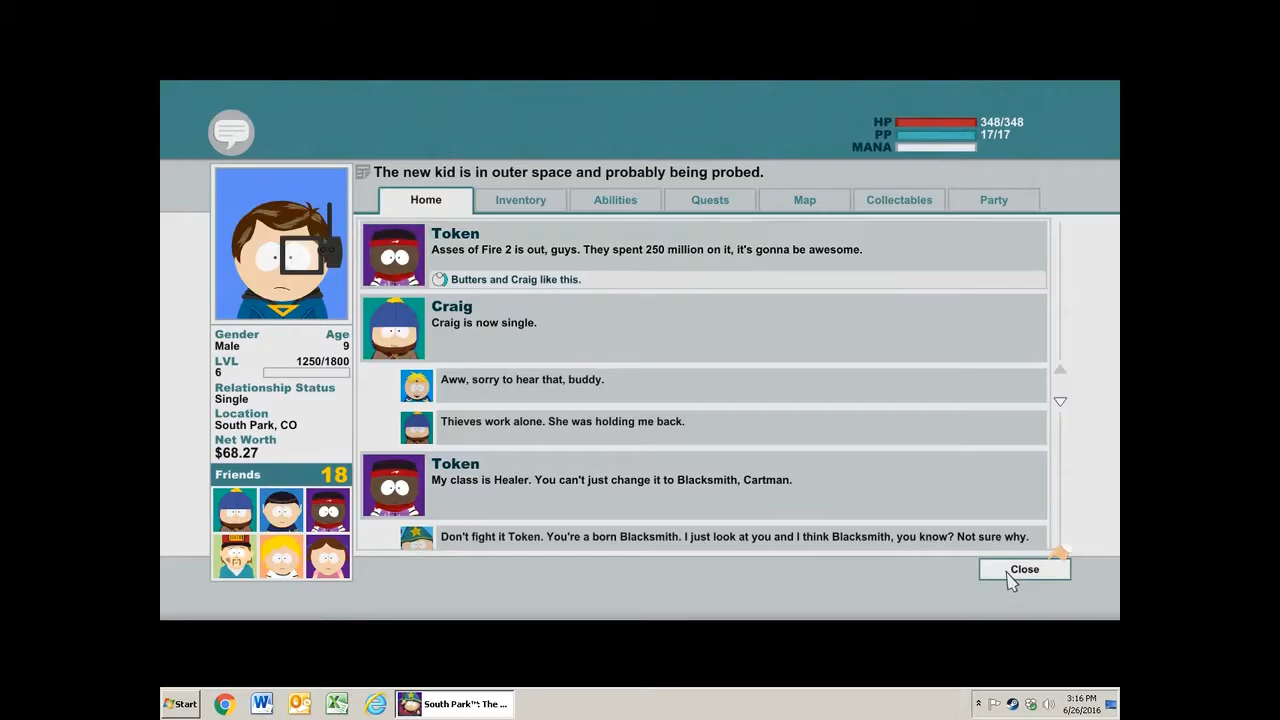 HP 348/348
PP 17/17
MANA
The new kid is in outer space and probably being probed.
Home Inventory Abilities Quests Map Collectables Party
Token
Asses of Fire 2 is out, guys. They spent 250 million on it, it's gonna be awesome.
Butters and Craig like this.
Craig
Craig is now single.
Aww, sorry to hear that, buddy.
Thieves work alone. She was holding me back.
Token
My class is Healer. You can't just change it to Blacksmith, Cartman.
Don't fight it Token. You're a born Blacksmith. I just look at you and I think Blacksmith, you know? Not sure why.
Gender Age
Male 9
LVL 1250/1800
6
Relationship Status
Single
Location
South Park, CO
Net Worth
$68.27
Friends 18
Close
Start
South Park™: The ...
3:16 PM
6/26/2016